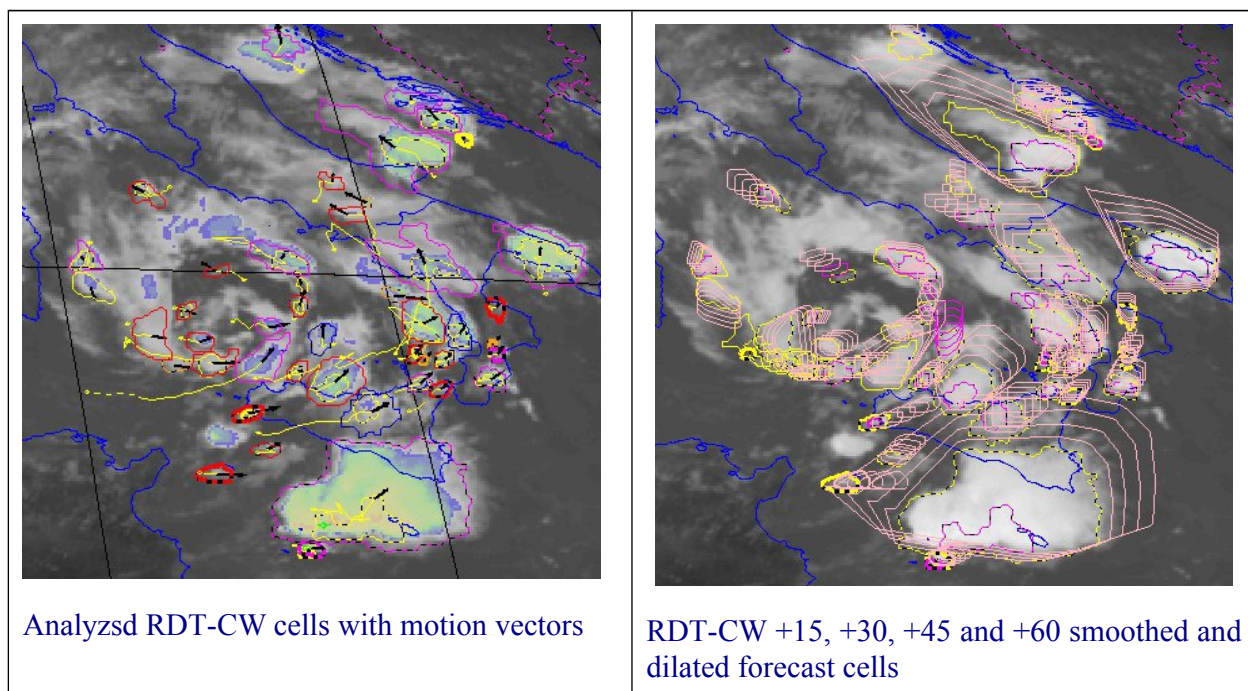 Analyzsd RDT-CW cells with motion vectors
RDT-CW +15, +30, +45 and +60 smoothed and
dilated forecast cells